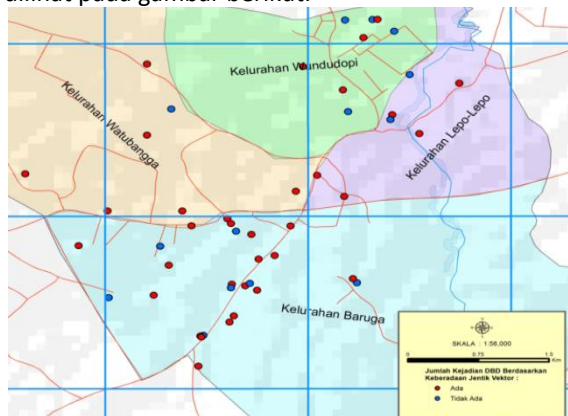 dilihat pada gambar berikut:
Kelurahan Wundudopi
Kelurahan Watubangga
Kelurahan Lepo-Lepo
Kelurahan Baruga
SKALA : 1:56,000
0 0.75 1.5
Km
Jumlah Kejadian DBD Berdasarkan
Keberadaan Jentik Vektor :
Ada
Tidak Ada